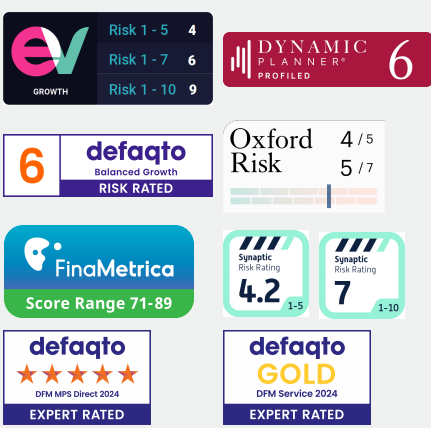 ev
GROWTH
Risk 1 - 5 4
Risk 1 - 7 6
Risk 1 - 10 9
DYNAMIC
PLANNER®
PROFILED
6
6
defaqto
Balanced Growth
RISK RATED
Oxford
Risk
4 / 5
5 / 7
FinaMetrica
Score Range 71-89
Synaptic
Risk Rating
4.2
1-5
Synaptic
Risk Rating
7
1-10
defaqto
DFM MPS Direct 2024
EXPERT RATED
defaqto
GOLD
DFM Service 2024
EXPERT RATED